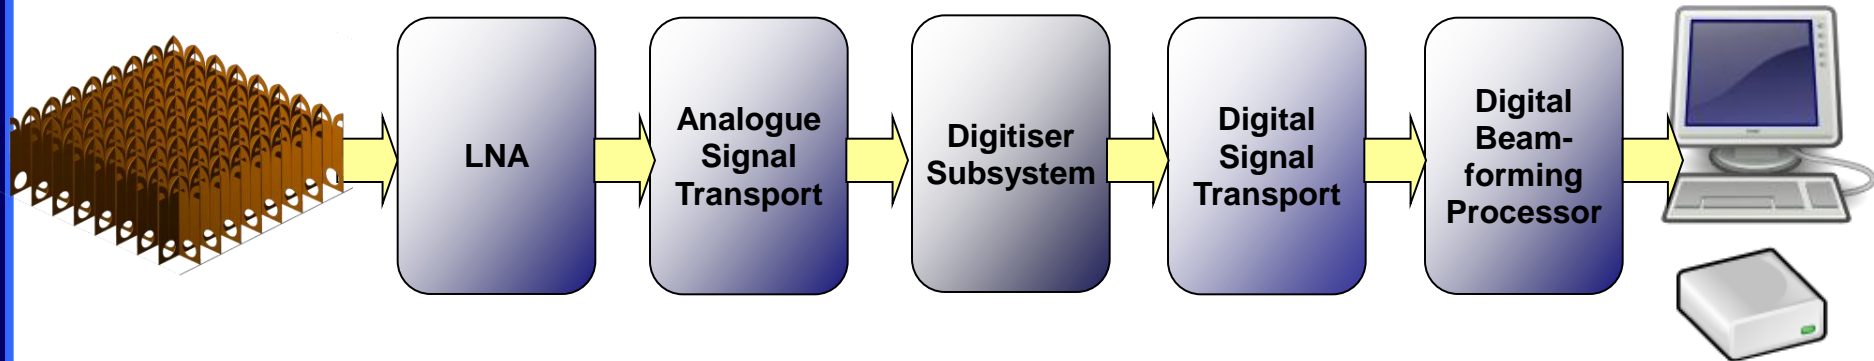 LNA
Analogue
Signal
Transport
Digitiser
Subsystem
Digital
Signal
Transport
Digital
Beam-
forming
Processor